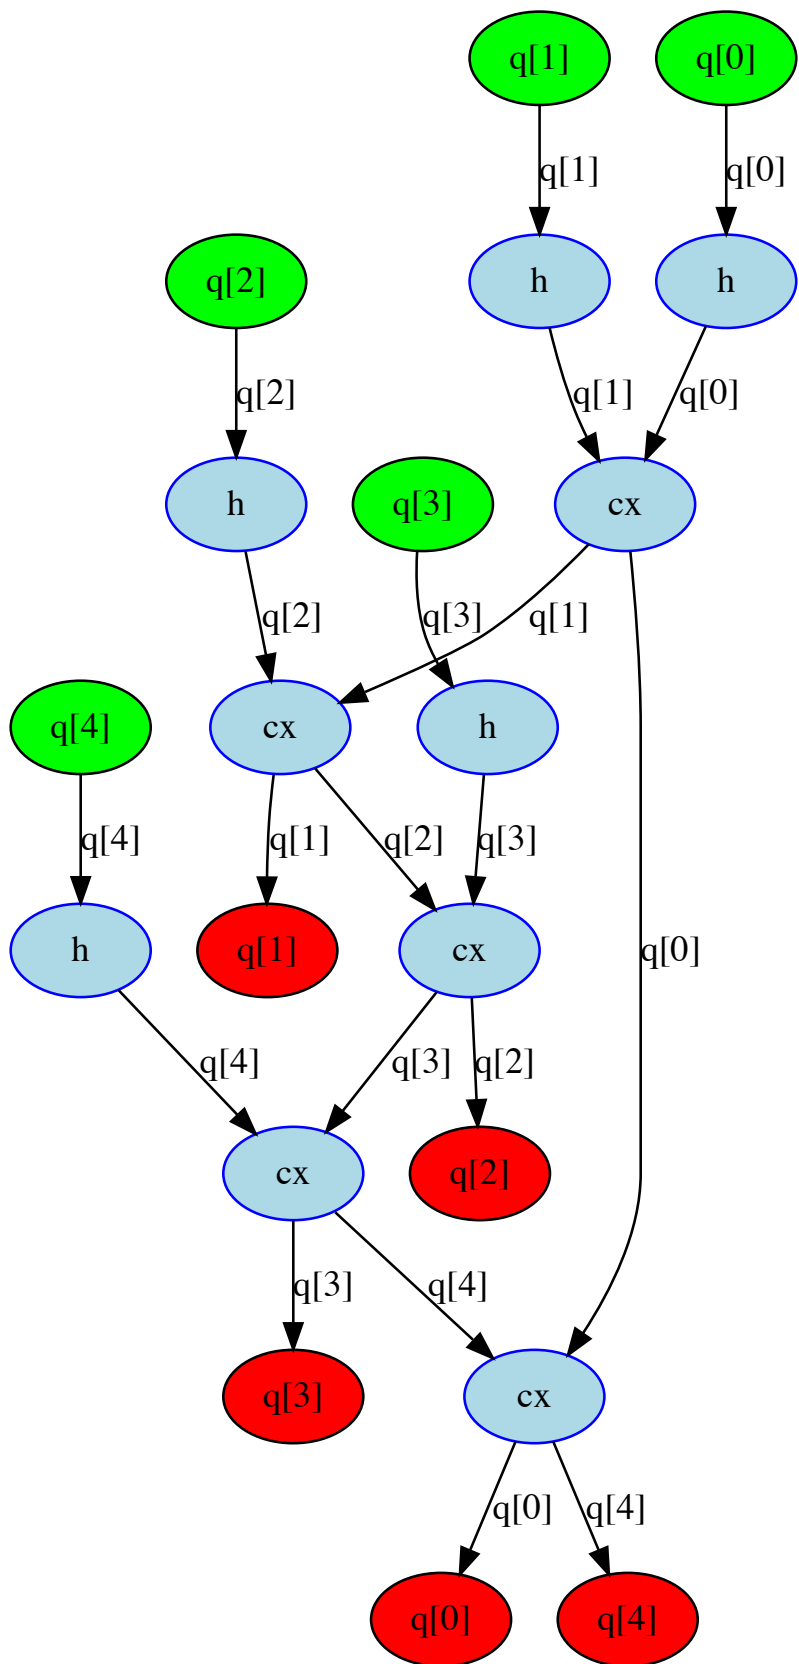 q[1] q[0]
q[1] q[0]
q[2] h h
q[2] q[1] q[0]
h q[3] cx
q[2] q[3] q[1]
q[4] cx h
q[4] q[1] q[2] q[3]
h q[1] cx q[0]
q[4] q[3] q[2]
cx q[2]
q[3] q[4]
q[3] cx
q[0] q[4]
q[0] q[4]